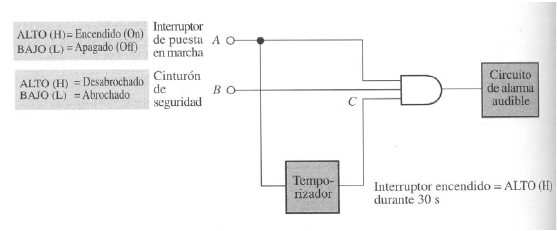 ALTO (H)= Encendido (On)
BAJO (L) = Apagado (Off)
Interruptor
de puesta
en marcha
A
ALTO (H) = Desabrochado
BAJO (L) = Abrochado
Cinturón
de
seguridad
B
C
Circuito
de alarma
audible
Tempo-
rizador
Interruptor encendido = ALTO (H)
durante 30 s